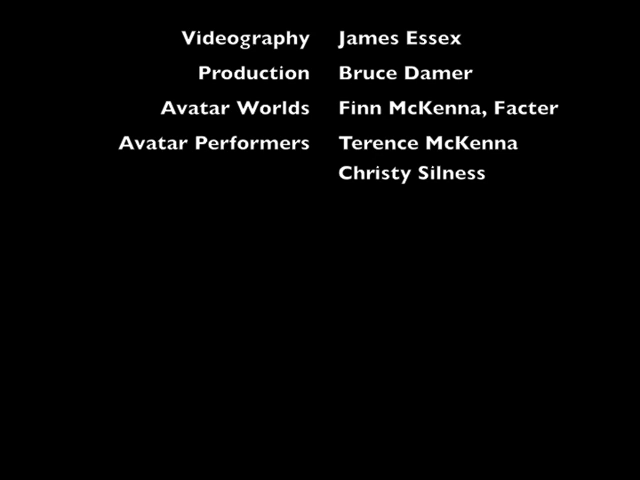 Videography James Essex
Production Bruce Damer
Avatar Worlds Finn McKenna, Facter
Avatar Performers Terence McKenna
Christy Silness